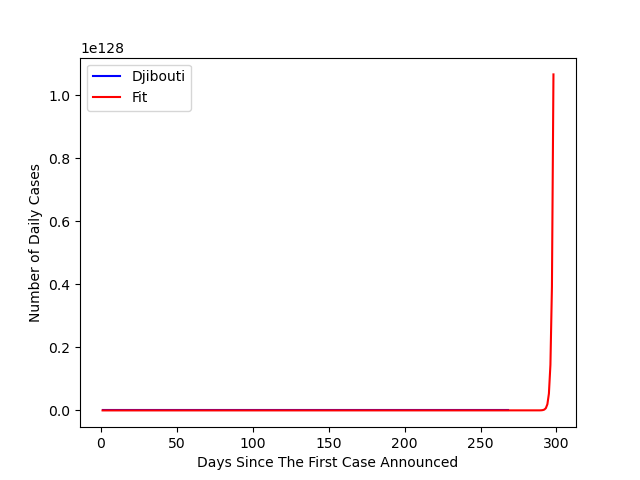 1e128
Djibouti
Fit
1.0
0.8
0.6
0.4
0.2
0.0
Number of Daily Cases
0 50 100 150 200 250 300
Days Since The First Case Announced